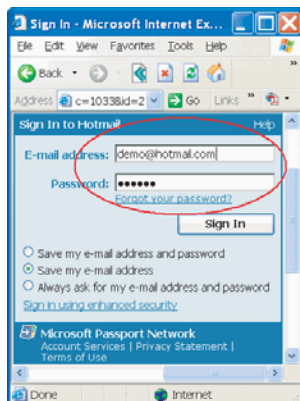 Sign In - Microsoft Internet Ex...
File Edit View Favorites Tools Help
Back
Address c=1033&id=2 Go Links
Sign In to Hotmail Help
E-mail address: demo@hotmail.com
Password: ••••••
Forgot your password?
Sign In
Save my e-mail address and password
Save my e-mail address
Always ask for my e-mail address and password
Sign in using enhanced security
Microsoft Passport Network
Account Services | Privacy Statement |
Terms of Use
Done Internet